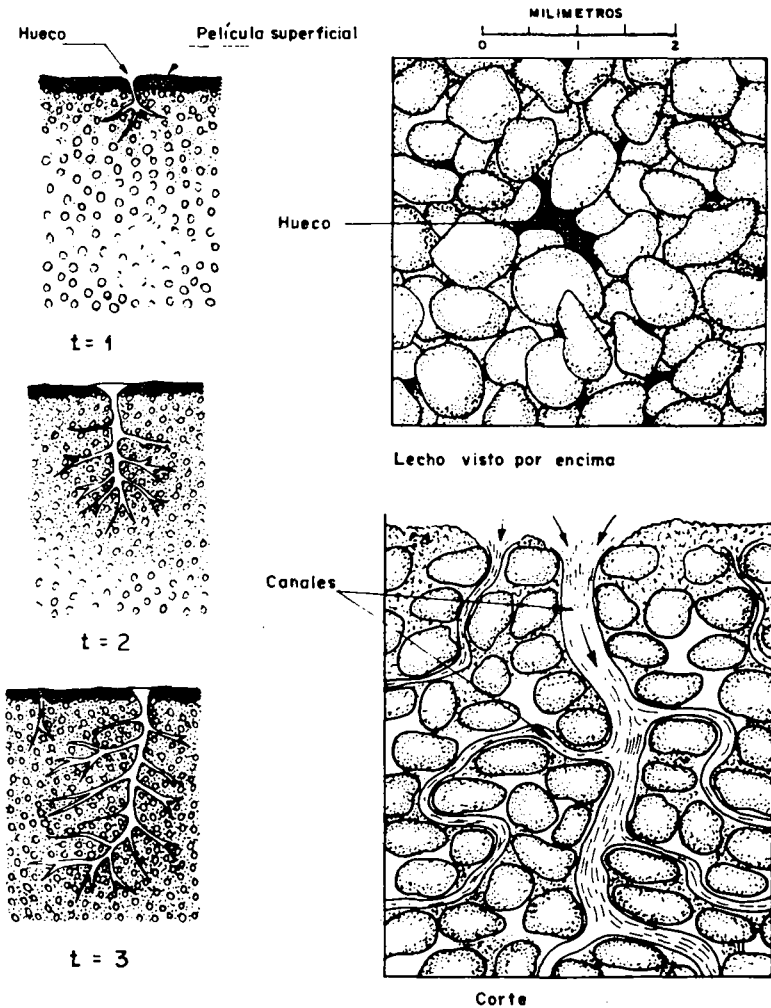 Hueco
Película superficial
t = 1
t = 2
t = 3
MILIMETROS
0 1 2
Hueco
Lecho visto por encima
Canales
Corte